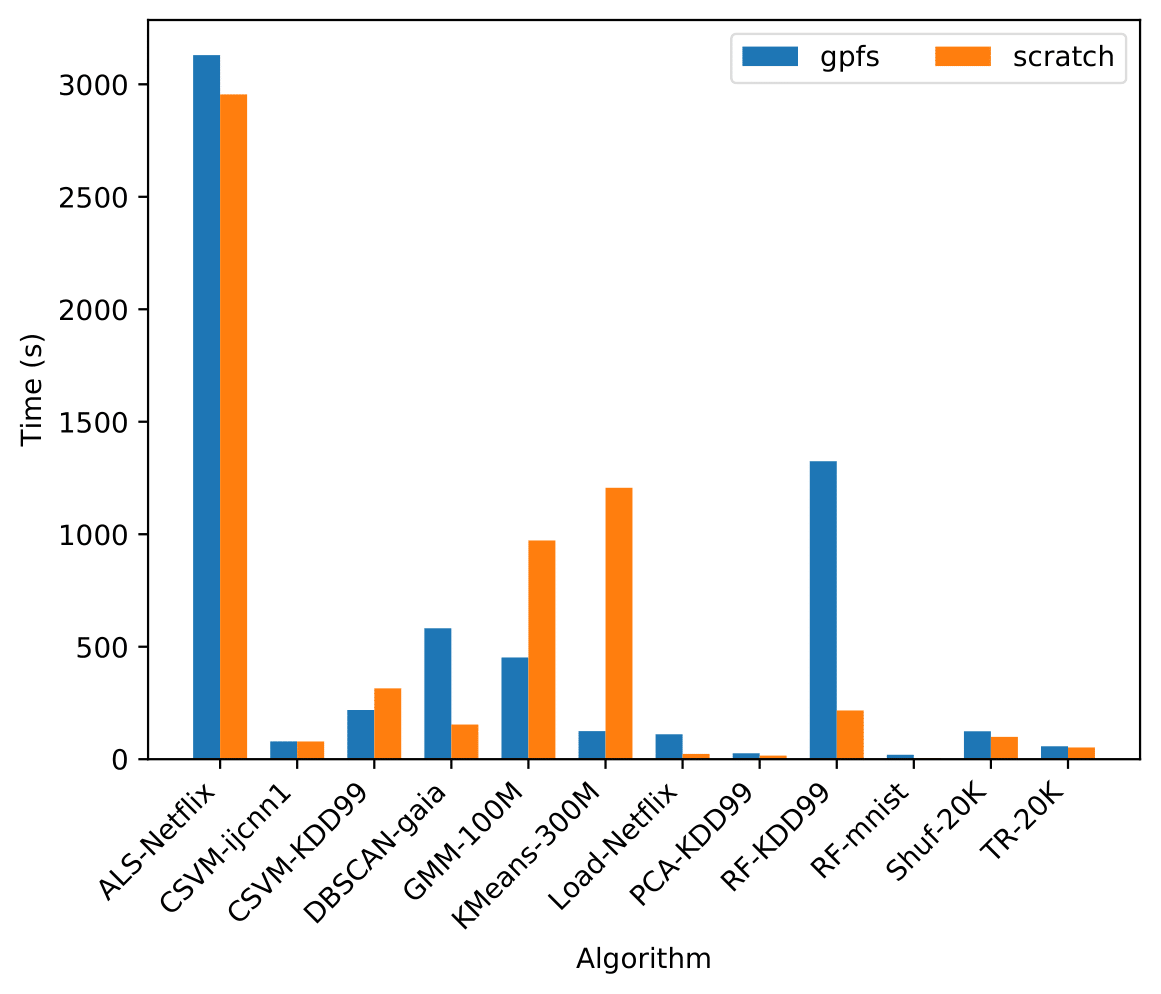 gpfs scratch
Time (s)
3000
2500
2000
1500
1000
500
0
ALS-Netflix
CSVM-ijcnn1
CSVM-KDD99
DBSCAN-gaia
GMM-100M
KMeans-300M
Load-Netflix
PCA-KDD99
RF-KDD99
RF-mnist
Shuf-20K
TR-20K
Algorithm